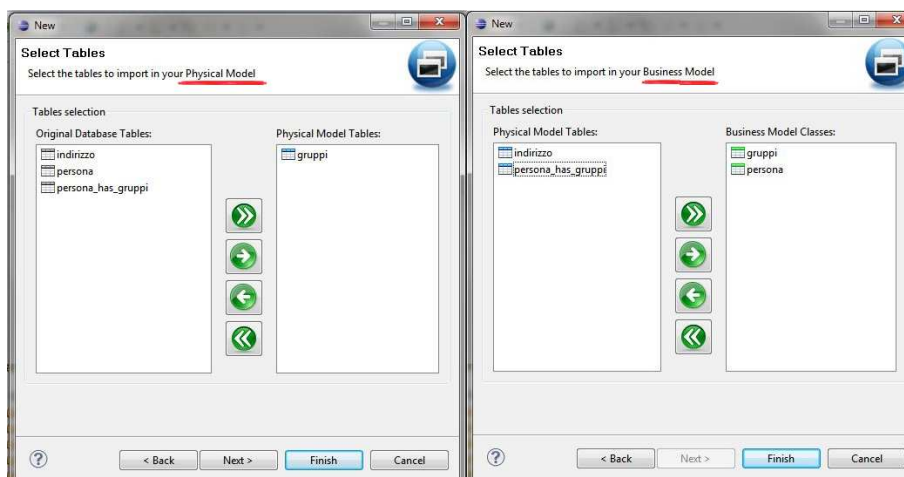 New
Select Tables
Select the tables to import in your Physical Model
Tables selection
Original Database Tables:
indirizzo
persona
persona_has_gruppi
Physical Model Tables:
gruppi
< Back
Next >
Finish
Cancel
New
Select Tables
Select the tables to import in your Business Model
Tables selection
Physical Model Tables:
indirizzo
persona_has_gruppi
Business Model Classes:
gruppi
persona
< Back
Next >
Finish
Cancel